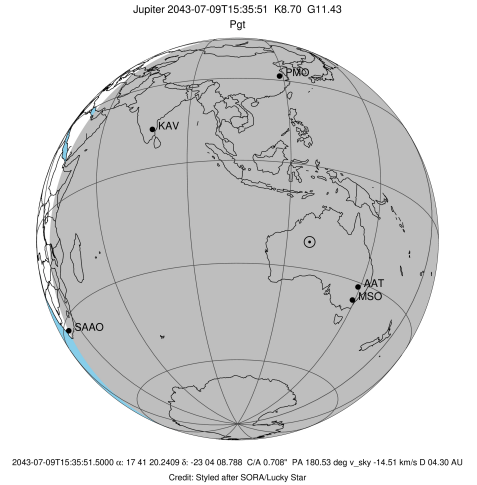 Jupiter 2043-07-09T15:35:51 K8.70 G11.43
Pgt
PMO
KAV
AAT
MSO
SAAO
2043-07-09T15:35:51.5000 α: 17 41 20.2409 δ: -23 04 08.788 C/A 0.708" PA 180.53 deg v_sky -14.51 km/s D 04.30 AU
Credit: Styled after SORA/Lucky Star